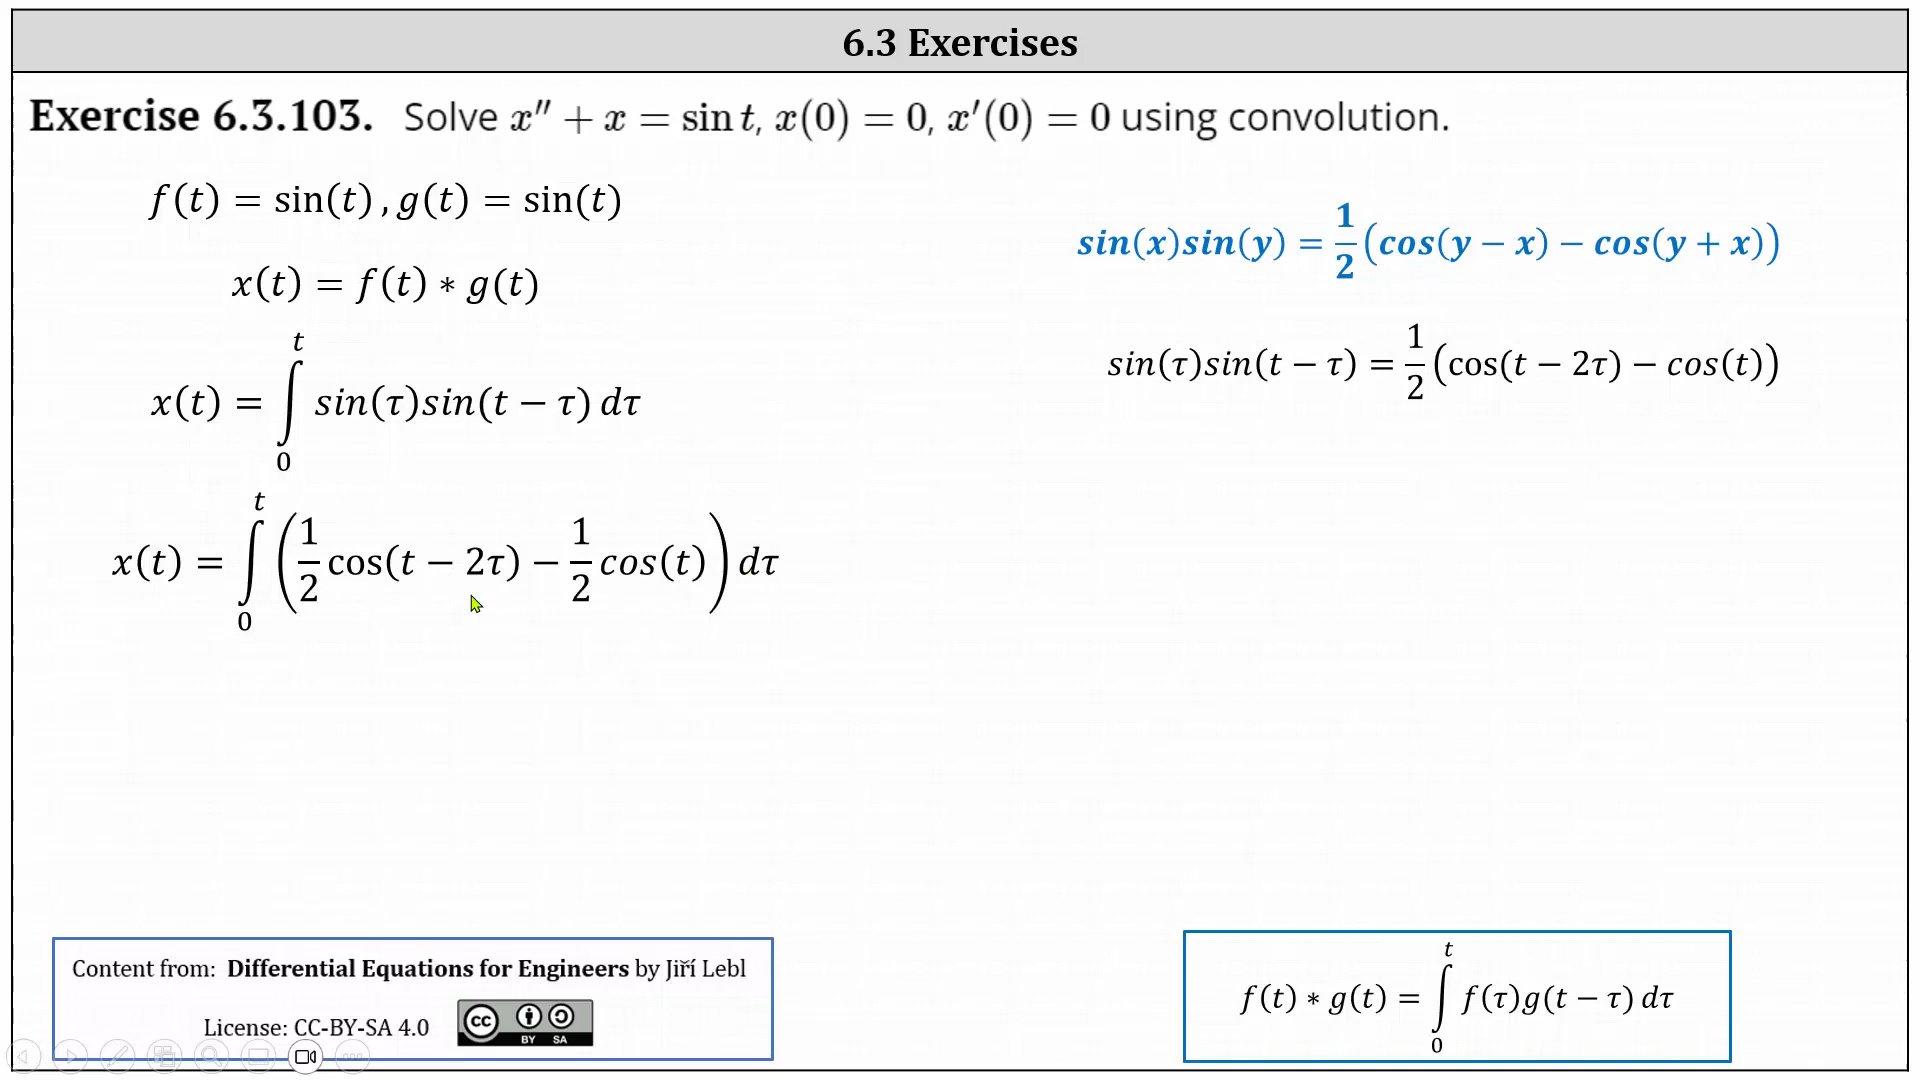 6.3 Exercises
Exercise 6.3.103. Solve x″ + x = sin t, x(0) = 0, x′(0) = 0 using convolution.
f(t) = sin(t) , g(t) = sin(t)
x(t) = f(t) ∗ g(t)
x(t) = ∫₀ᵗ sin(τ)sin(t − τ) dτ
x(t) = ∫₀ᵗ (1/2 cos(t − 2τ) − 1/2 cos(t)) dτ
sin(x)sin(y) = 1/2 (cos(y − x) − cos(y + x))
sin(τ)sin(t − τ) = 1/2 (cos(t − 2τ) − cos(t))
Content from: Differential Equations for Engineers by Jiří Lebl
License: CC-BY-SA 4.0
cc BY SA
f(t) ∗ g(t) = ∫₀ᵗ f(τ)g(t − τ) dτ